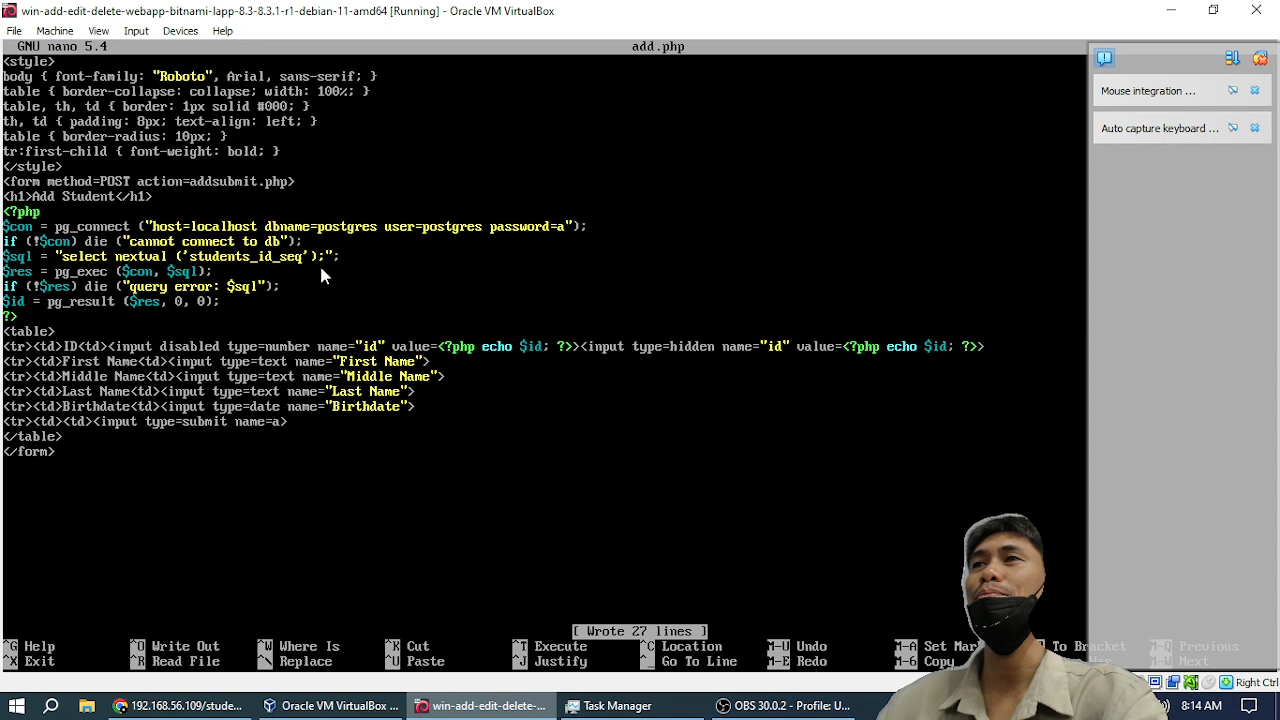 win-add-edit-delete-webapp-bitnami-lapp-8.3-8.3.1-r1-debian-11-amd64 [Running] - Oracle VM VirtualBox
File Machine View Input Devices Help
GNU nano 5.4 add.php
<style>
body { font-family: "Roboto", Arial, sans-serif; }
table { border-collapse: collapse; width: 100%; }
table, th, td { border: 1px solid #000; }
th, td { padding: 8px; text-align: left; }
table { border-radius: 10px; }
tr:first-child { font-weight: bold; }
</style>
<form method=POST action=addsubmit.php>
<h1>Add Student</h1>
<?php
$con = pg_connect ("host=localhost dbname=postgres user=postgres password=a");
if (!$con) die ("cannot connect to db");
$sql = "select nextval ('students_id_seq');";
$res = pg_exec ($con, $sql);
if (!$res) die ("query error: $sql");
$id = pg_result ($res, 0, 0);
?>
<table>
<tr><td>ID<td><input disabled type=number name="id" value=<?php echo $id; ?>><input type=hidden name="id" value=<?php echo $id; ?>>
<tr><td>First Name<td><input type=text name="First Name">
<tr><td>Middle Name<td><input type=text name="Middle Name">
<tr><td>Last Name<td><input type=text name="Last Name">
<tr><td>Birthdate<td><input type=date name="Birthdate">
<tr><td><td><input type=submit name=a>
</table>
</form>
Mouse integration ...
Auto capture keyboard ...
[ Wrote 27 lines ]
^G Help ^O Write Out ^W Where Is ^K Cut ^T Execute ^C Location M-U Undo M-A Set Mar To Bracket M-Q Previous
^X Exit ^R Read File ^\ Replace ^U Paste ^J Justify ^_ Go To Line M-E Redo M-6 Copy M-W Next
Right Ctrl
192.168.56.109/stude... Oracle VM VirtualBox ... win-add-edit-delete-... Task Manager OBS 30.0.2 - Profile: U... 8:14 AM